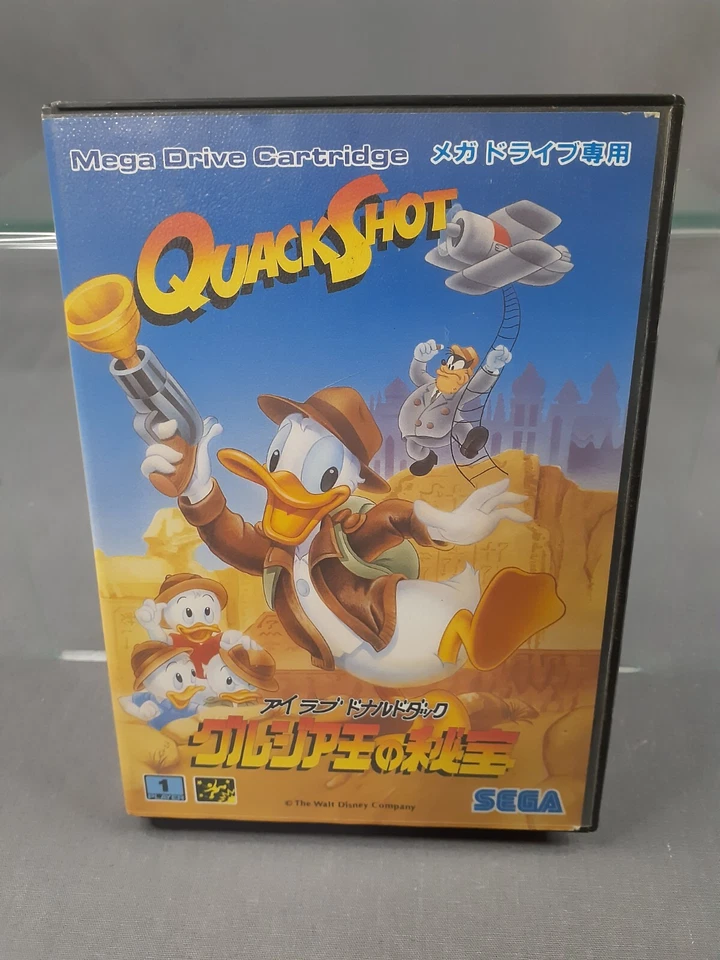 Mega Drive Cartridge メガドライブ専用
QUACKSHOT
アイラブ ドナルドダック
グルジア王の秘宝
1
PLAYER
© The Walt Disney Company
SEGA